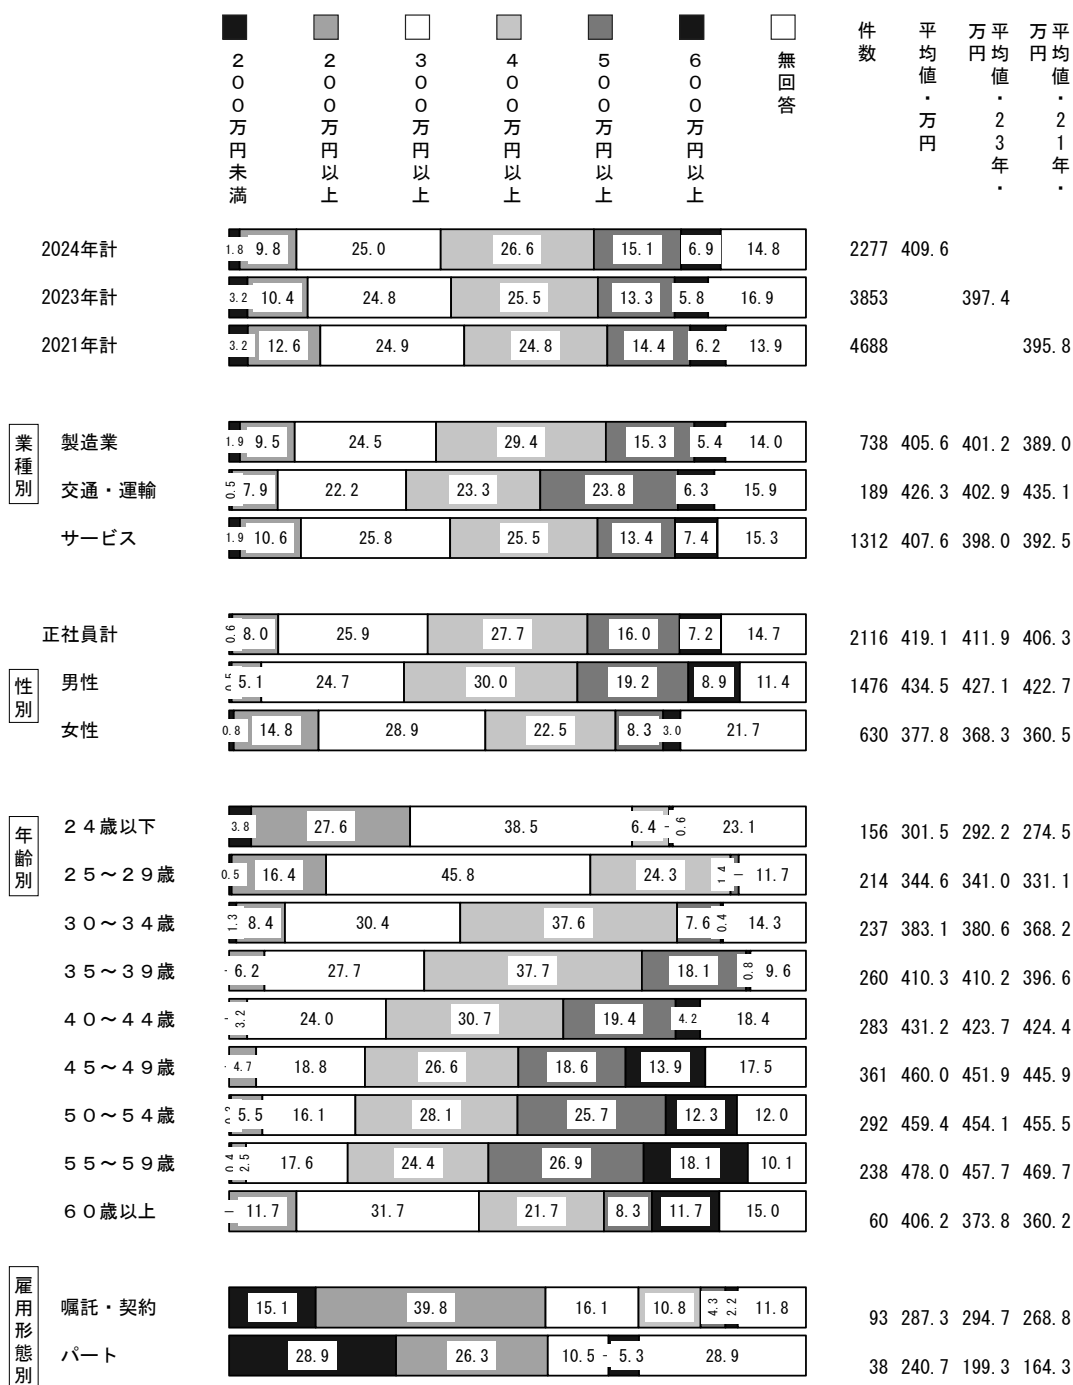 200万円未満
200万円以上
300万円以上
400万円以上
500万円以上
600万円以上
無回答
件数
平均値・万円
平均値・23年・万円
平均値・21年・万円
2024年計 1.8 9.8 25.0 26.6 15.1 6.9 14.8 2277 409.6
2023年計 3.2 10.4 24.8 25.5 13.3 5.8 16.9 3853 397.4
2021年計 3.2 12.6 24.9 24.8 14.4 6.2 13.9 4688 395.8
業種別
製造業 1.9 9.5 24.5 29.4 15.3 5.4 14.0 738 405.6 401.2 389.0
交通・運輸 0.5 7.9 22.2 23.3 23.8 6.3 15.9 189 426.3 402.9 435.1
サービス 1.9 10.6 25.8 25.5 13.4 7.4 15.3 1312 407.6 398.0 392.5
正社員計 0.6 8.0 25.9 27.7 16.0 7.2 14.7 2116 419.1 411.9 406.3
性別
男性 0.5 5.1 24.7 30.0 19.2 8.9 11.4 1476 434.5 427.1 422.7
女性 0.8 14.8 28.9 22.5 8.3 3.0 21.7 630 377.8 368.3 360.5
年齢別
24歳以下 3.8 27.6 38.5 6.4 - 0.6 23.1 156 301.5 292.2 274.5
25～29歳 0.5 16.4 45.8 24.3 1.4 - 11.7 214 344.6 341.0 331.1
30～34歳 1.3 8.4 30.4 37.6 7.6 0.4 14.3 237 383.1 380.6 368.2
35～39歳 - 6.2 27.7 37.7 18.1 0.8 9.6 260 410.3 410.2 396.6
40～44歳 - 3.2 24.0 30.7 19.4 4.2 18.4 283 431.2 423.7 424.4
45～49歳 - 4.7 18.8 26.6 18.6 13.9 17.5 361 460.0 451.9 445.9
50～54歳 5.5 16.1 28.1 25.7 12.3 12.0 292 459.4 454.1 455.5
55～59歳 0.4 2.5 17.6 24.4 26.9 18.1 10.1 238 478.0 457.7 469.7
60歳以上 - 11.7 31.7 21.7 8.3 11.7 15.0 60 406.2 373.8 360.2
雇用形態別
嘱託・契約 15.1 39.8 16.1 10.8 4.3 2.2 11.8 93 287.3 294.7 268.8
パート 28.9 26.3 10.5 - 5.3 28.9 38 240.7 199.3 164.3